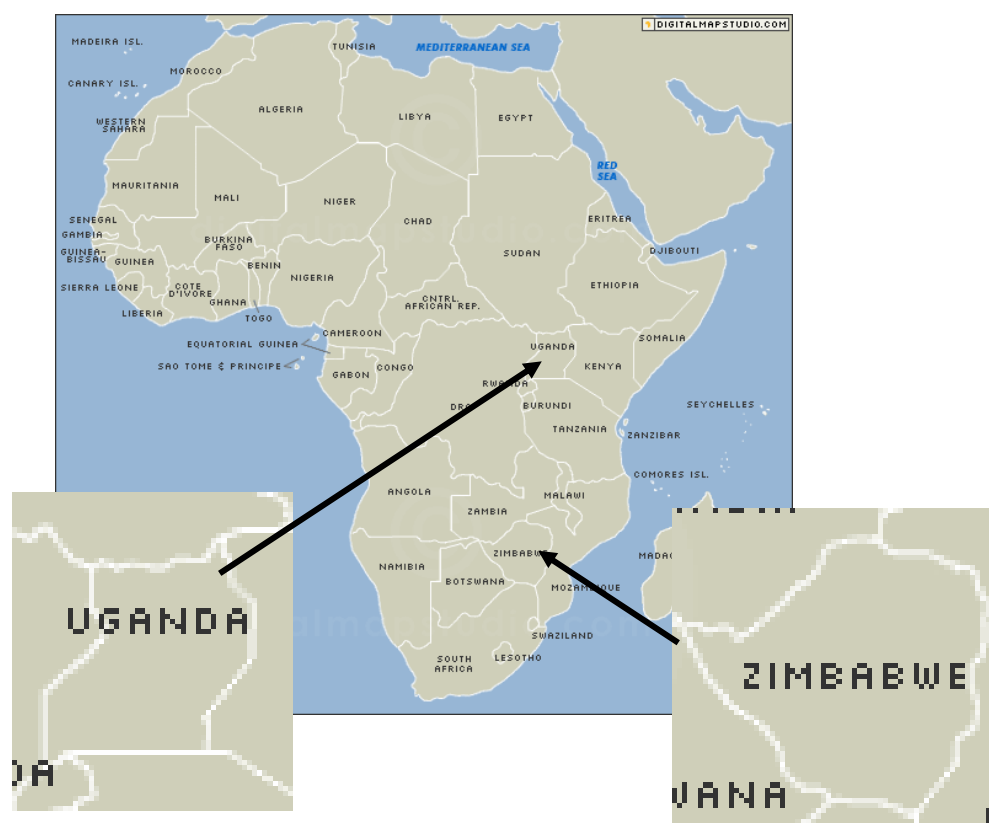 DIGITALMAPSTUDIO.COM
MADEIRA ISL.
TUNISIA
MEDITERRANEAN SEA
MOROCCO
CANARY ISL.
ALGERIA
LIBYA
EGYPT
WESTERN
SAHARA
RED
SEA
MAURITANIA
MALI
NIGER
CHAD
ERITREA
SENEGAL
GAMBIA
BURKINA
FASO
SUDAN
DJIBOUTI
GUINEA-
BISSAU
GUINEA
BENIN
NIGERIA
ETHIOPIA
SIERRA LEONE
COTE
D'IVORE
GHANA
CNTRL.
AFRICAN REP.
LIBERIA
TOGO
CAMEROON
SOMALIA
EQUATORIAL GUINEA
UGANDA
SAO TOME & PRINCIPE
GABON
CONGO
KENYA
RWANDA
BURUNDI
SEYCHELLES
TANZANIA
ZANZIBAR
COMORES ISL.
ANGOLA
MALAWI
ZAMBIA
ZIMBABWE
MADAG
NAMIBIA
BOTSWANA
MOZAMBIQUE
SWAZILAND
SOUTH
AFRICA
LESOTHO
UGANDA
DA
ZIMBABWE
WANA